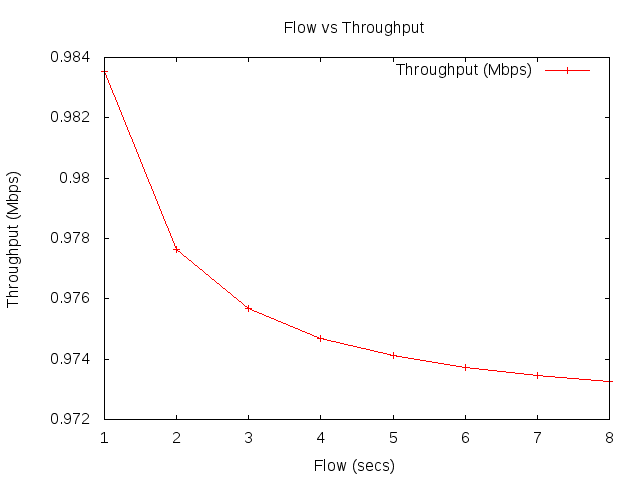 Flow vs Throughput
Throughput (Mbps)
0.984
0.982
0.98
0.978
0.976
0.974
0.972
Throughput (Mbps)
1 2 3 4 5 6 7 8
Flow (secs)